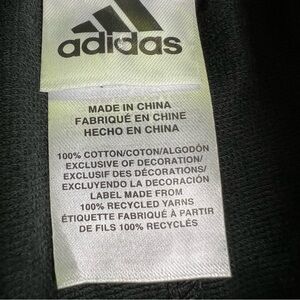 adidas
MADE IN CHINA
FABRIQUÉ EN CHINE
HECHO EN CHINA
100% COTTON/COTON/ALGODÓN
EXCLUSIVE OF DECORATION/
EXCLUSIF DES DÉCORATIONS/
EXCLUYENDO LA DECORACIÓN
LABEL MADE FROM
100% RECYCLED YARNS
ÉTIQUETTE FABRIQUÉ À PARTIR
DE FILS 100% RECYCLÉS